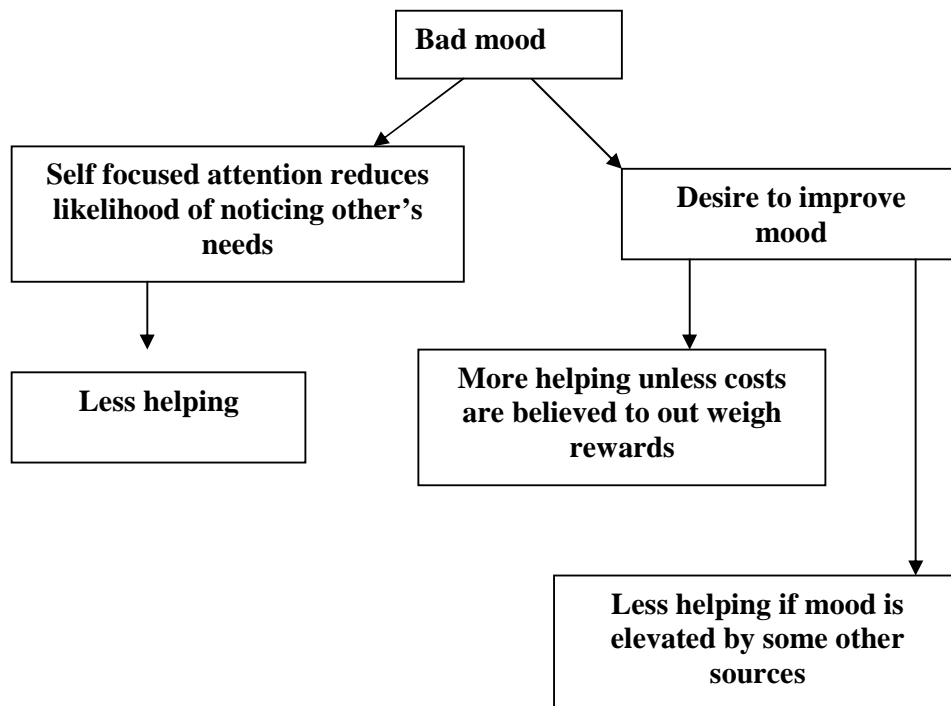 Bad mood
Self focused attention reduces
likelihood of noticing other's
needs
Desire to improve
mood
Less helping
More helping unless costs
are believed to out weigh
rewards
Less helping if mood is
elevated by some other
sources